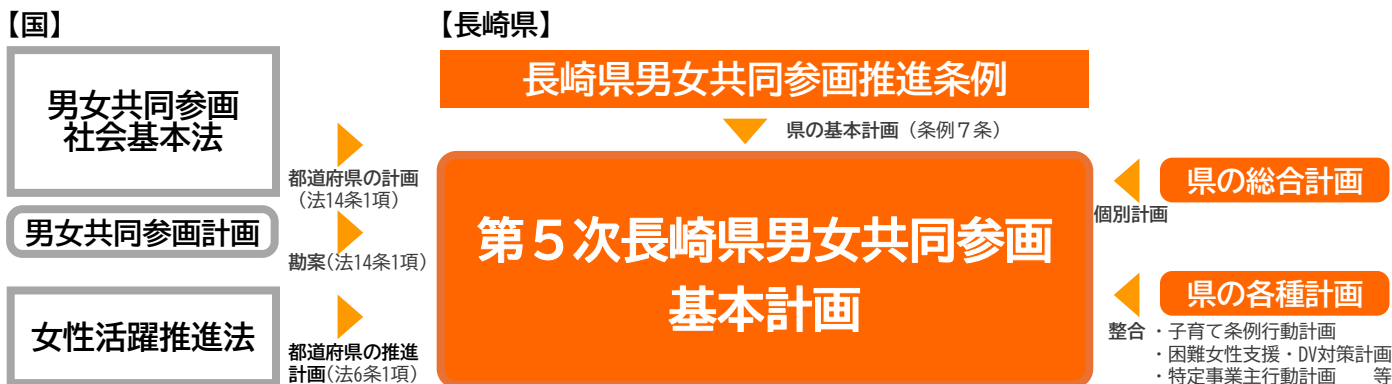 【国】
男女共同参画
社会基本法
都道府県の計画
（法14条1項）
男女共同参画計画
勘案(法14条1項)
女性活躍推進法
都道府県の推進
計画(法6条1項)
【長崎県】
長崎県男女共同参画推進条例
県の基本計画（条例７条）
第５次長崎県男女共同参画
基本計画
県の総合計画
個別計画
県の各種計画
整合・子育て条例行動計画
・困難女性支援・DV対策計画
・特定事業主行動計画　等